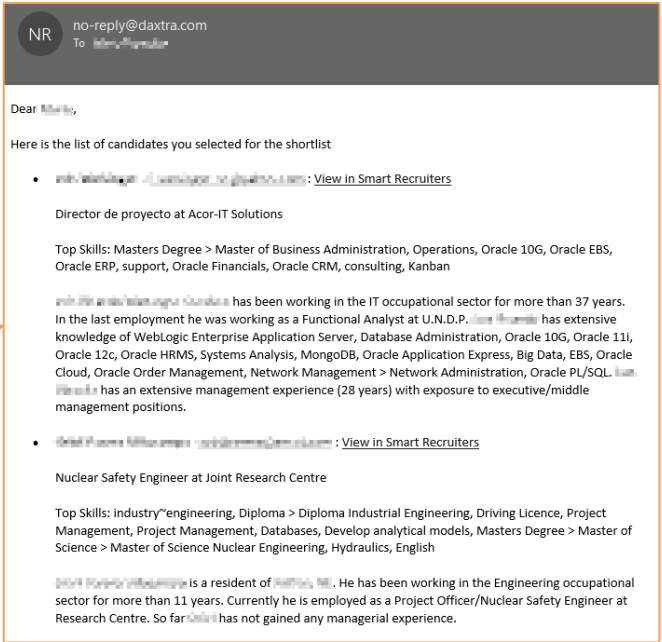 NR
no-reply@daxtra.com
To
Dear
Here is the list of candidates you selected for the shortlist
• : View in Smart Recruiters
Director de proyecto at Acor-IT Solutions
Top Skills: Masters Degree > Master of Business Administration, Operations, Oracle 10G, Oracle EBS,
Oracle ERP, support, Oracle Financials, Oracle CRM, consulting, Kanban
has been working in the IT occupational sector for more than 37 years.
In the last employment he was working as a Functional Analyst at U.N.D.P. has extensive
knowledge of WebLogic Enterprise Application Server, Database Administration, Oracle 10G, Oracle 11i,
Oracle 12c, Oracle HRMS, Systems Analysis, MongoDB, Oracle Application Express, Big Data, EBS, Oracle
Cloud, Oracle Order Management, Network Management > Network Administration, Oracle PL/SQL.
has an extensive management experience (28 years) with exposure to executive/middle
management positions.
• : View in Smart Recruiters
Nuclear Safety Engineer at Joint Research Centre
Top Skills: industry~engineering, Diploma > Diploma Industrial Engineering, Driving Licence, Project
Management, Project Management, Databases, Develop analytical models, Masters Degree > Master of
Science > Master of Science Nuclear Engineering, Hydraulics, English
is a resident of . He has been working in the Engineering occupational
sector for more than 11 years. Currently he is employed as a Project Officer/Nuclear Safety Engineer at
Research Centre. So far has not gained any managerial experience.